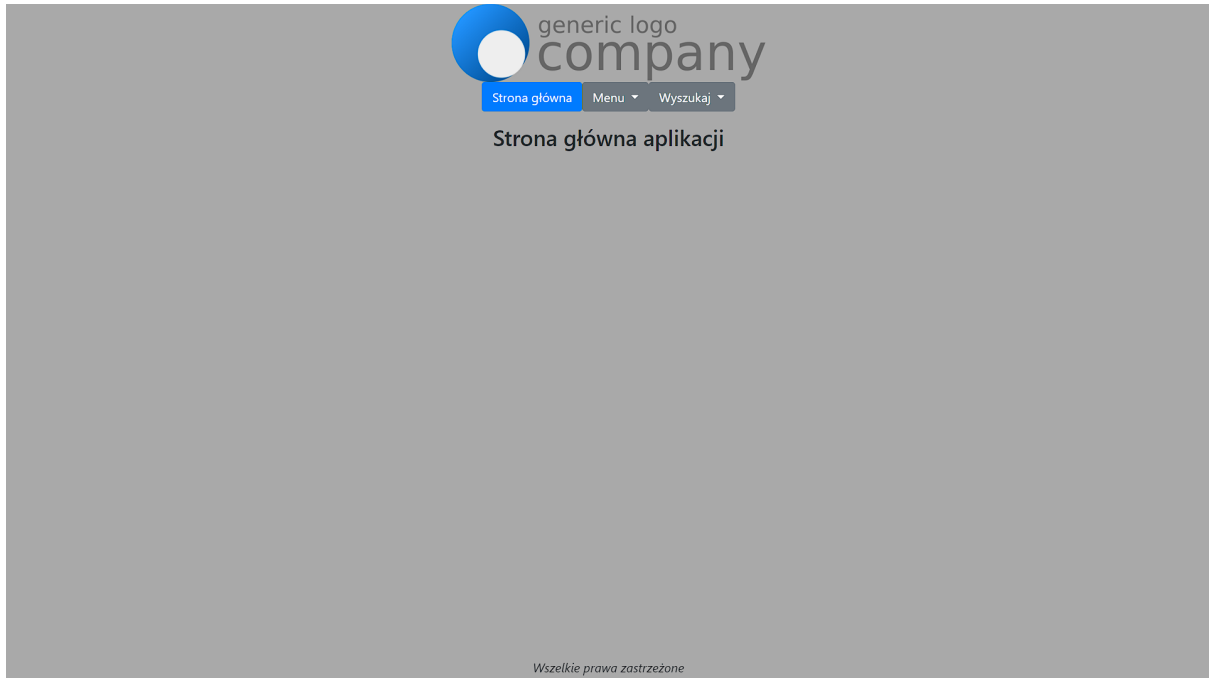 generic logo
company
Strona główna Menu Wyszukaj
Strona główna aplikacji
Wszelkie prawa zastrzeżone